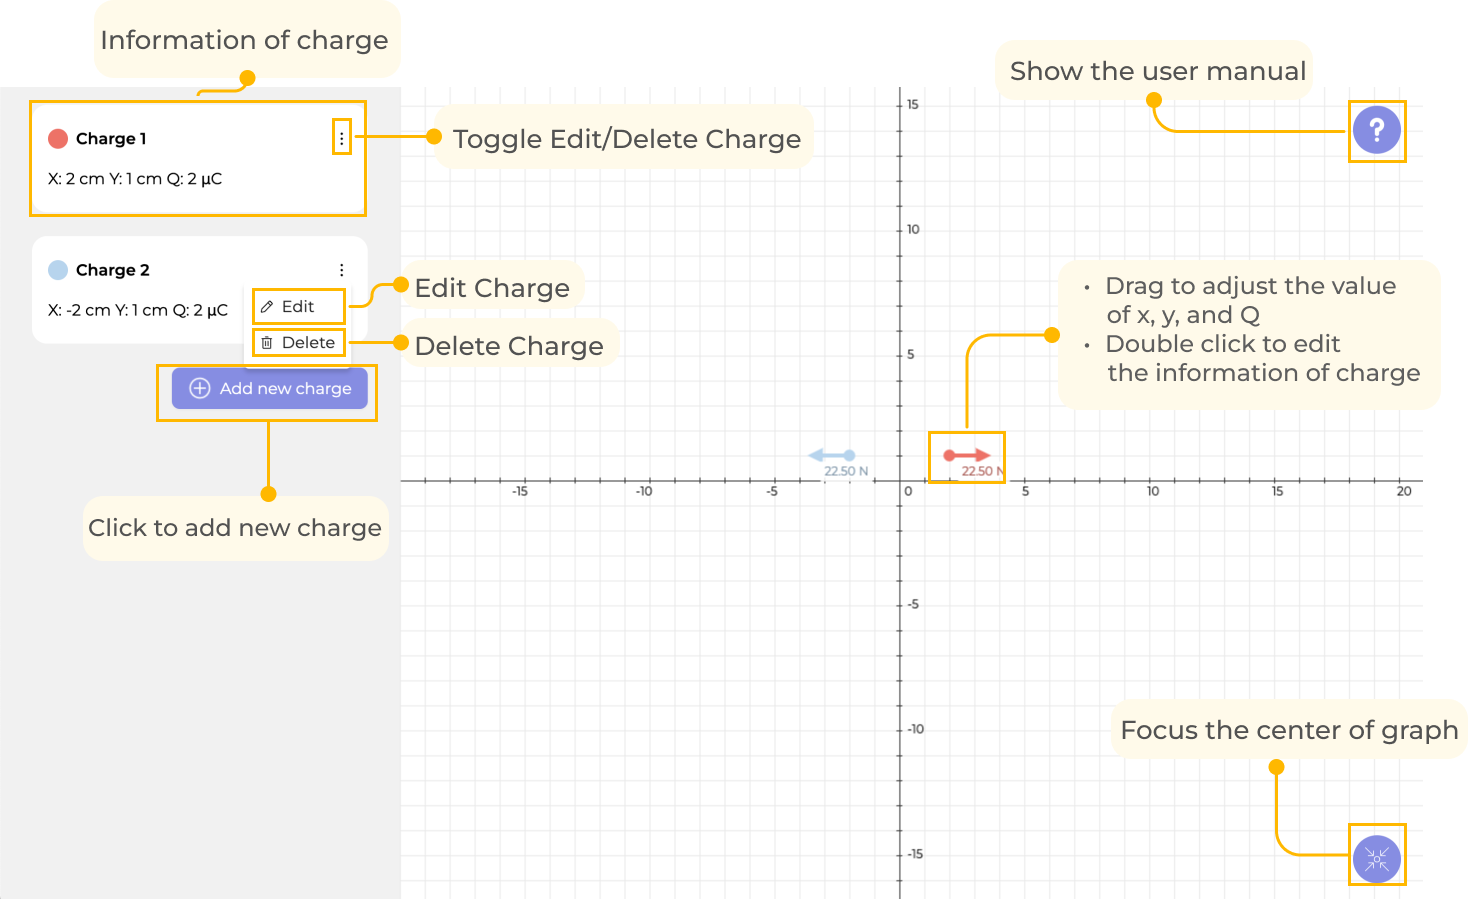 Information of charge
Show the user manual
Charge 1
X: 2 cm Y: 1 cm Q: 2 µC
Toggle Edit/Delete Charge
?
Charge 2
X: -2 cm Y: 1 cm Q: 2 µC
Edit
Delete
Edit Charge
Delete Charge
Add new charge
Click to add new charge
• Drag to adjust the value
of x, y, and Q
• Double click to edit
the information of charge
15
10
5
22.50 N
22.50 N
-15
-10
-5
0
5
10
15
20
-5
-10
-15
Focus the center of graph